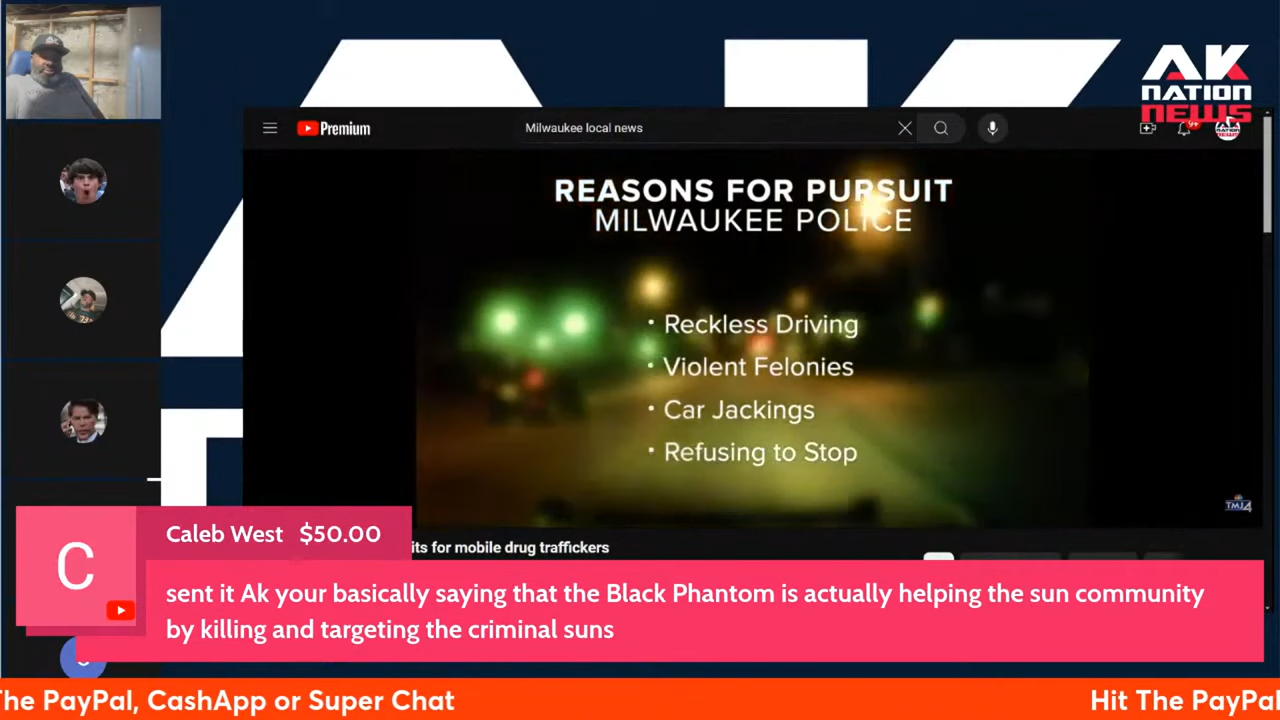 AK
NATION
NEWS
Premium
Milwaukee local news
9+
REASONS FOR PURSUIT
MILWAUKEE POLICE
• Reckless Driving
• Violent Felonies
• Car Jackings
• Refusing to Stop
TMJ4
its for mobile drug traffickers
C
Caleb West $50.00
sent it Ak your basically saying that the Black Phantom is actually helping the sun community
by killing and targeting the criminal suns
The PayPal, CashApp or Super Chat
Hit The PayPal